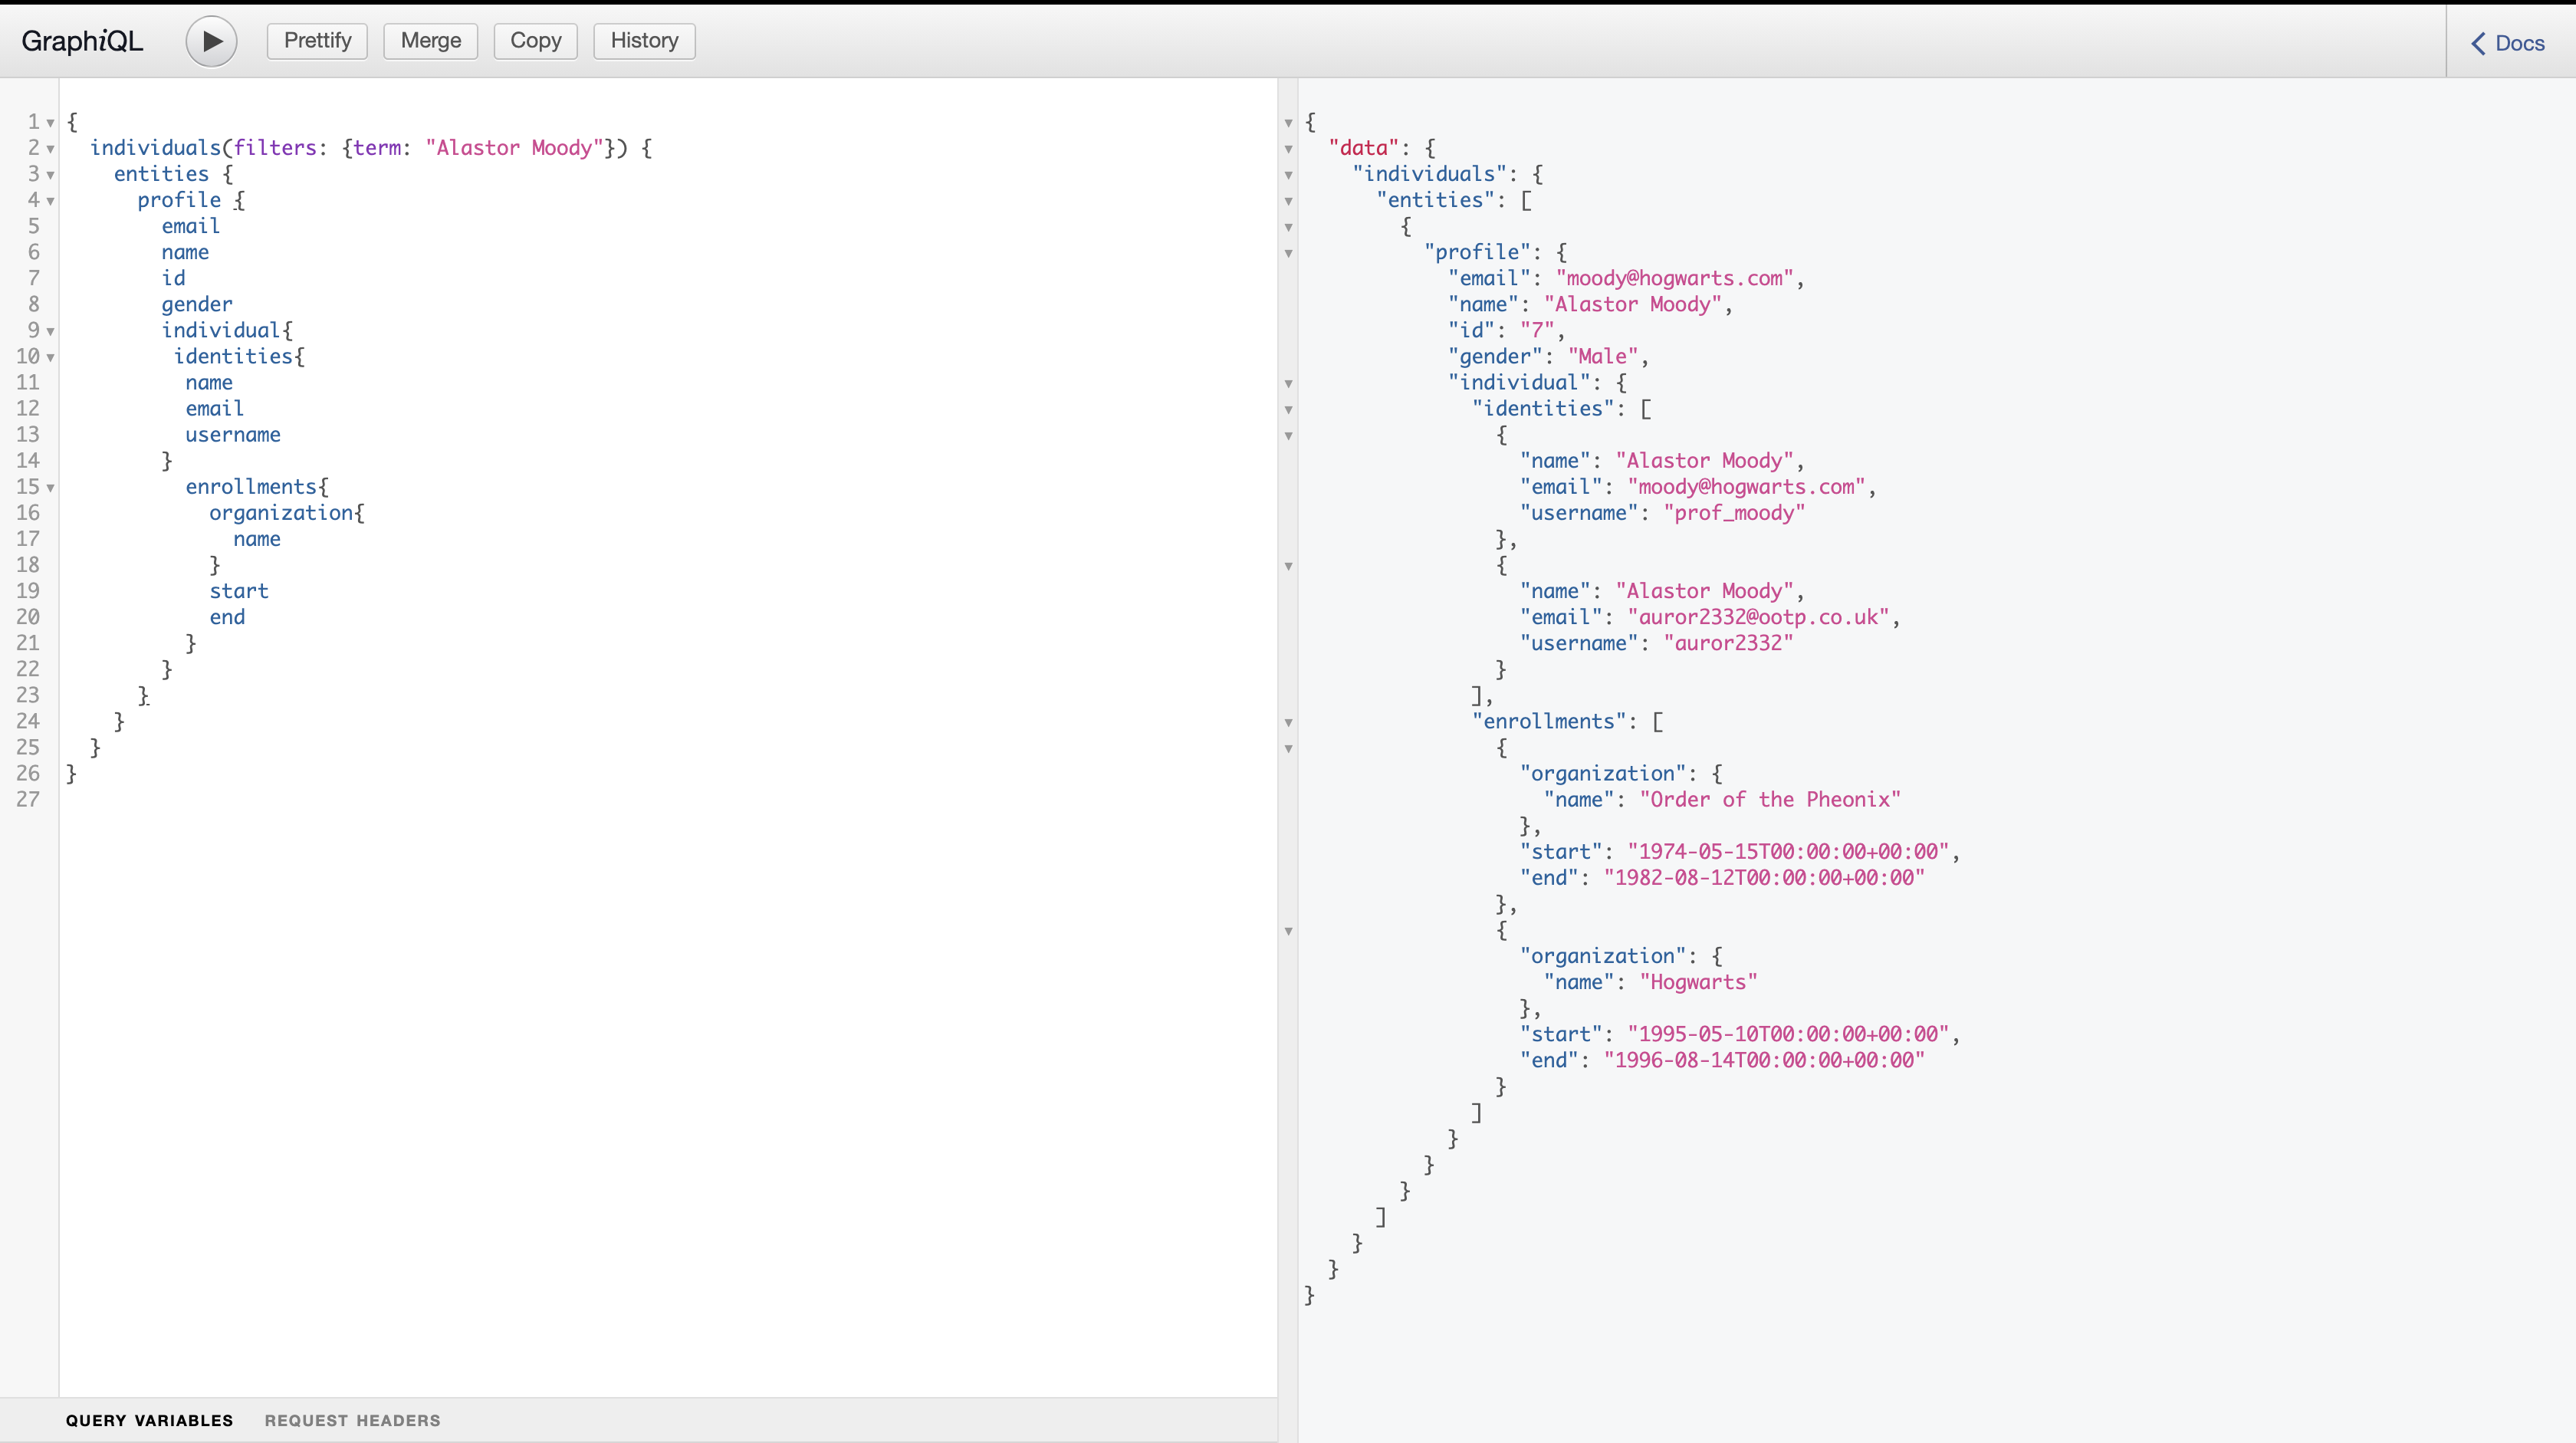 GraphiQL Prettify Merge Copy History Docs
1 {
2 individuals(filters: {term: "Alastor Moody"}) {
3 entities {
4 profile {
5 email
6 name
7 id
8 gender
9 individual{
10 identities{
11 name
12 email
13 username
14 }
15 enrollments{
16 organization{
17 name
18 }
19 start
20 end
21 }
22 }
23 }
24 }
25 }
26 }
27
QUERY VARIABLES REQUEST HEADERS
{
"data": {
"individuals": {
"entities": [
{
"profile": {
"email": "moody@hogwarts.com",
"name": "Alastor Moody",
"id": "7",
"gender": "Male",
"individual": {
"identities": [
{
"name": "Alastor Moody",
"email": "moody@hogwarts.com",
"username": "prof_moody"
},
{
"name": "Alastor Moody",
"email": "auror2332@ootp.co.uk",
"username": "auror2332"
}
],
"enrollments": [
{
"organization": {
"name": "Order of the Pheonix"
},
"start": "1974-05-15T00:00:00+00:00",
"end": "1982-08-12T00:00:00+00:00"
},
{
"organization": {
"name": "Hogwarts"
},
"start": "1995-05-10T00:00:00+00:00",
"end": "1996-08-14T00:00:00+00:00"
}
]
}
}
}
]
}
}
}